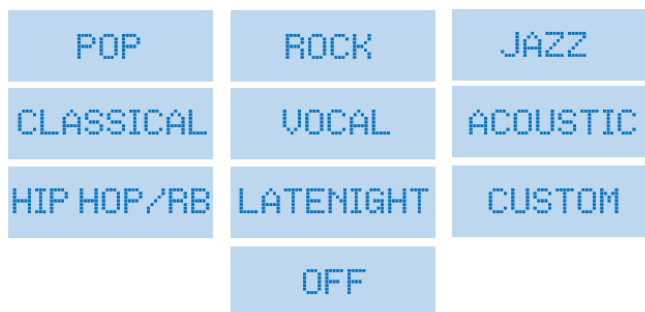 POP
ROCK
JAZZ
CLASSICAL
VOCAL
ACOUSTIC
HIP HOP/RB
LATENIGHT
CUSTOM
OFF